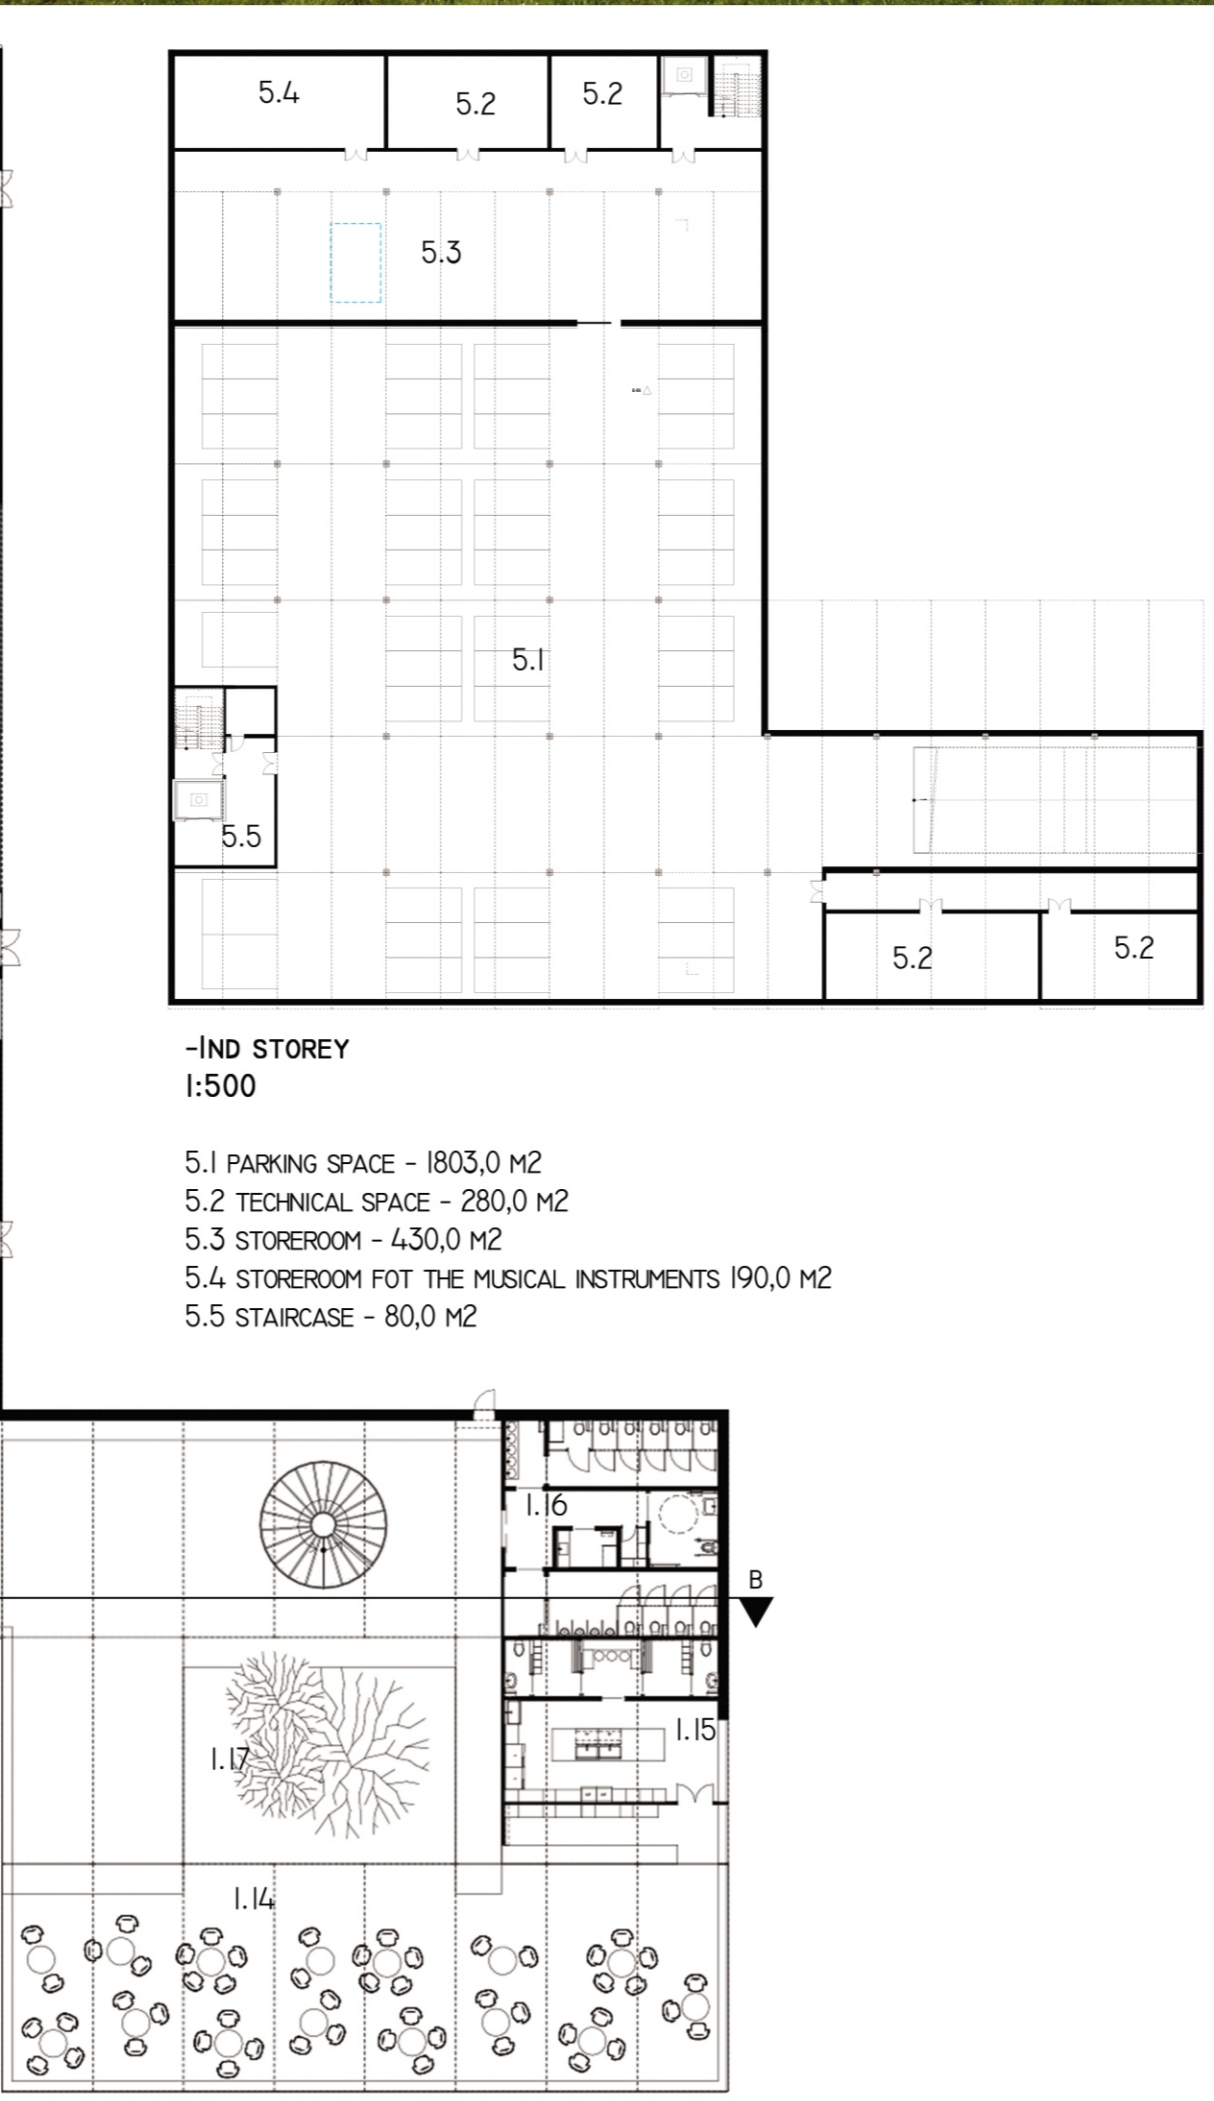 5.4
5.2
5.2
5.3
5.1
5.5
5.2
5.2
-1ND STOREY
1:500
5.1 PARKING SPACE - 1803,0 M2
5.2 TECHNICAL SPACE - 280,0 M2
5.3 STOREROOM - 430,0 M2
5.4 STOREROOM FOT THE MUSICAL INSTRUMENTS 190,0 M2
5.5 STAIRCASE - 80,0 M2
1.16
B
1.15
1.17
1.14